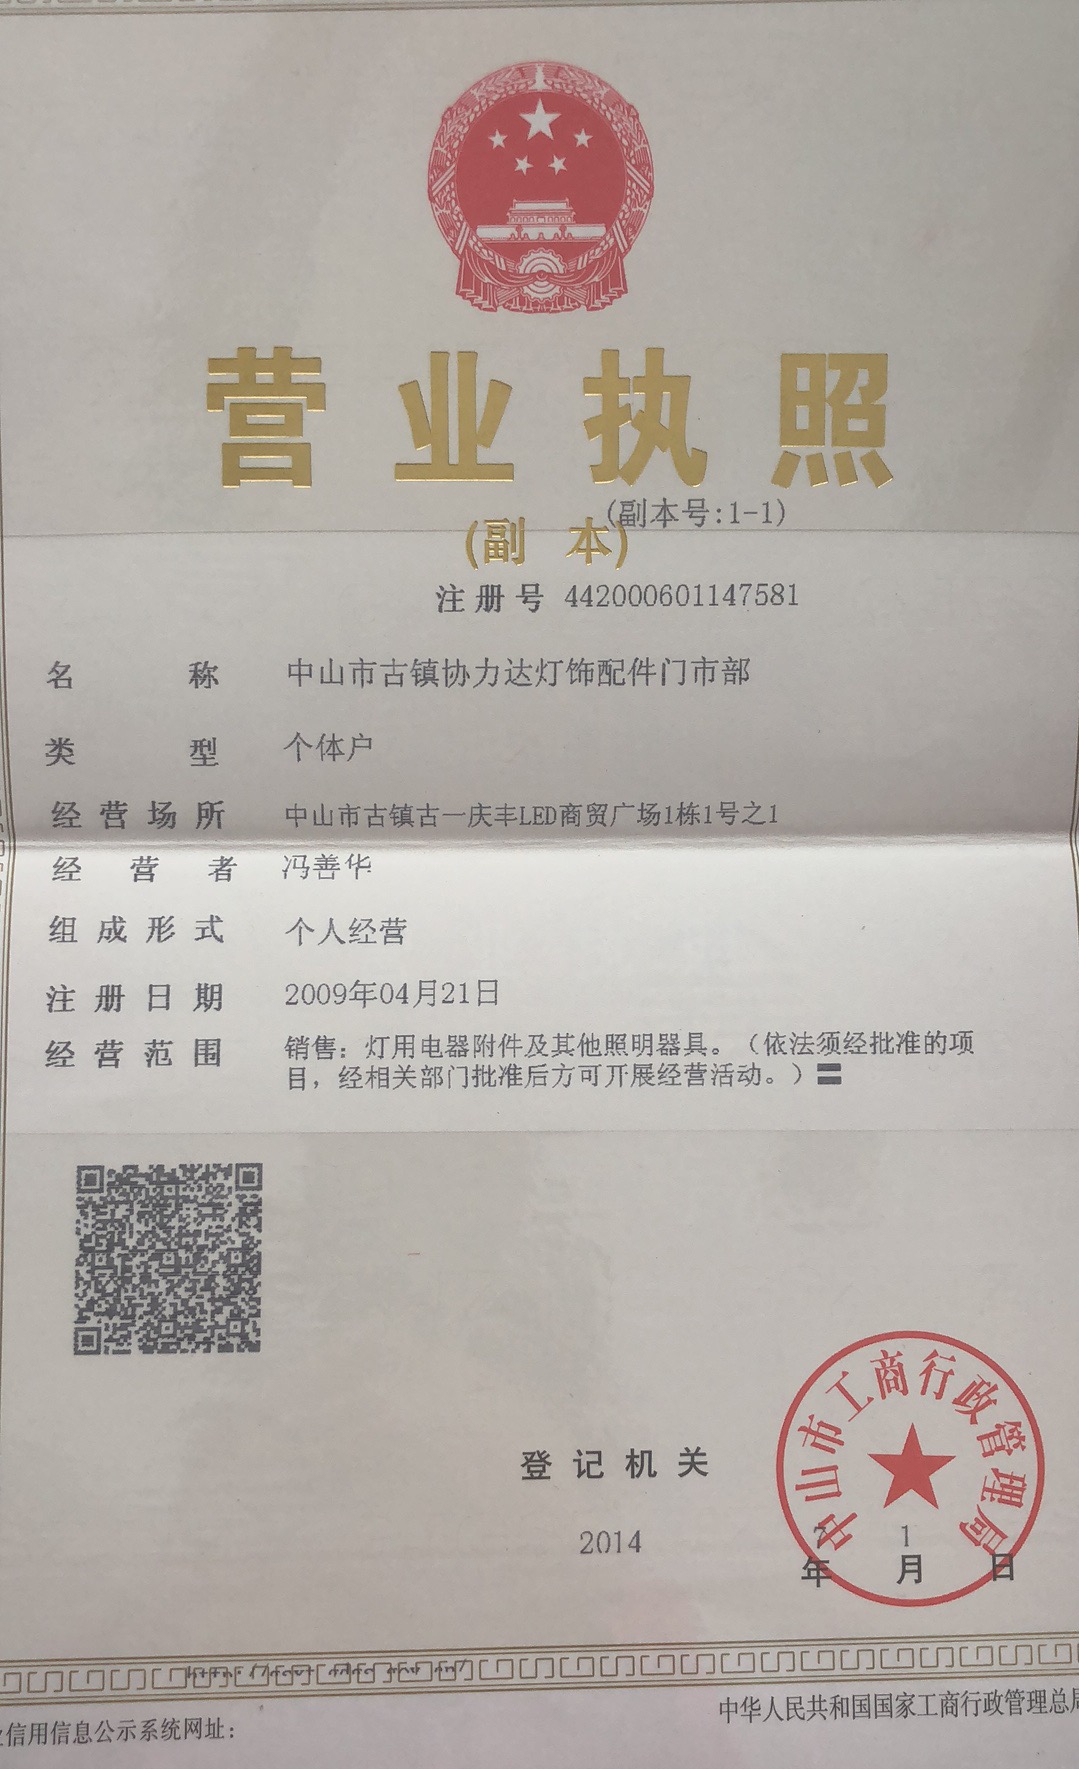 营业执照
(副本号:1-1)
(副 本)
注册号 442000601147581
名 称 中山市古镇协力达灯饰配件门市部
类 型 个体户
经营场所 中山市古镇古一庆丰LED商贸广场1栋1号之1
经营者 冯善华
组成形式 个人经营
注册日期 2009年04月21日
经营范围 销售：灯用电器附件及其他照明器具。（依法须经批准的项
目，经相关部门批准后方可开展经营活动。）〓
中山市工商行政管理局
登记机关
2014 年 7 月 1 日
中华人民共和国国家工商行政管理总局
信用信息公示系统网址：